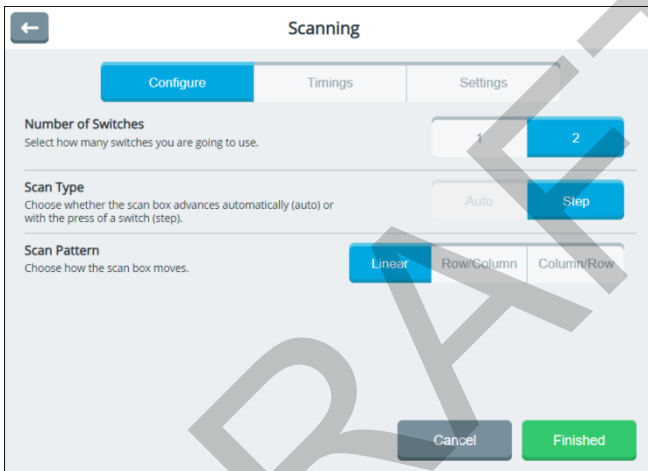 Scanning
Configure Timings Settings
Number of Switches
Select how many switches you are going to use.
1 2
Scan Type
Choose whether the scan box advances automatically (auto) or
with the press of a switch (step).
Auto Step
Scan Pattern
Choose how the scan box moves.
Linear Row/Column Column/Row
Cancel Finished
RAFT